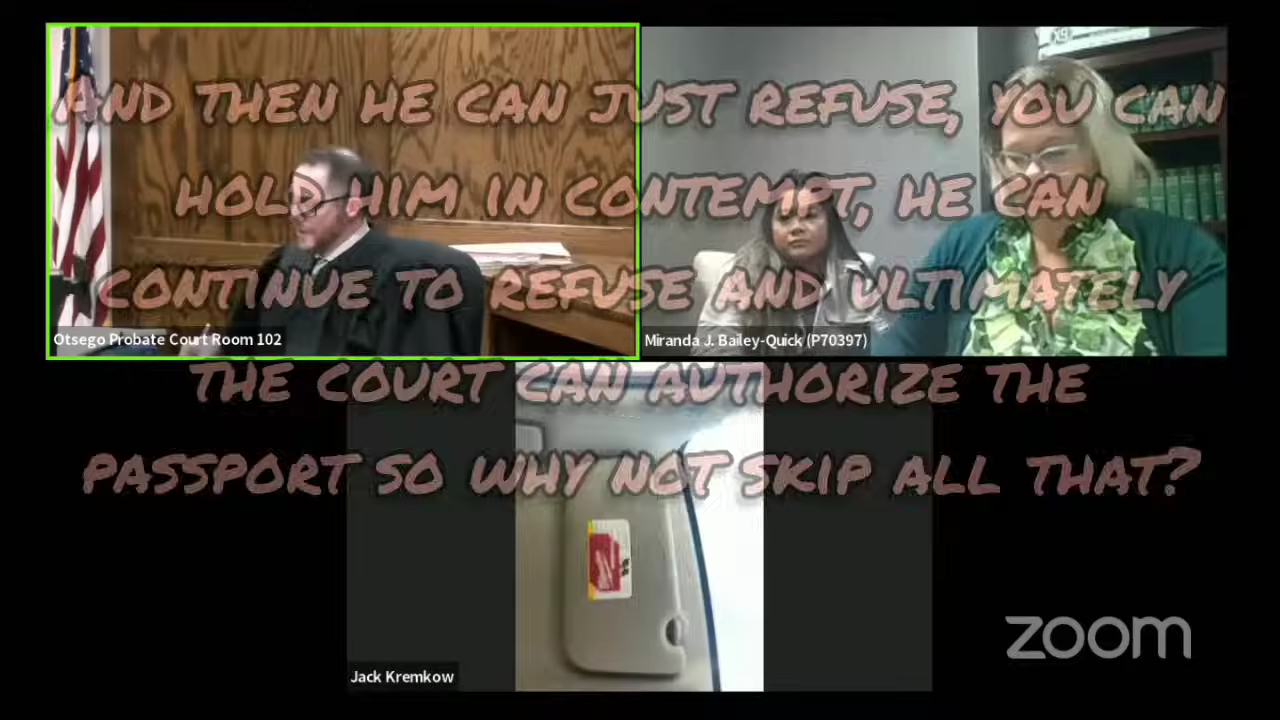 AND THEN HE CAN JUST REFUSE, YOU CAN
HOLD HIM IN CONTEMPT, HE CAN
CONTINUE TO REFUSE AND ULTIMATELY
Otsego Probate Court Room 102
Miranda J. Bailey-Quick (P70397)
THE COURT CAN AUTHORIZE THE
PASSPORT SO WHY NOT SKIP ALL THAT?
zoom
Jack Kremkow